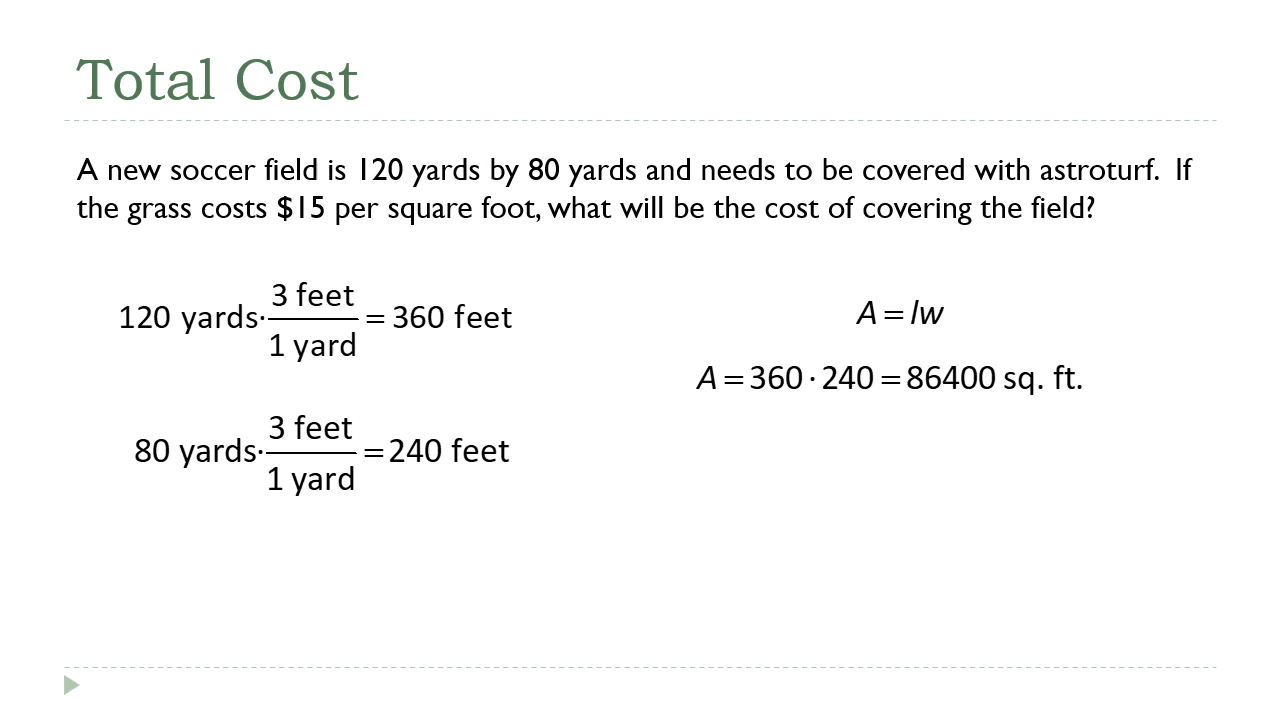 Total Cost
A new soccer field is 120 yards by 80 yards and needs to be covered with astroturf.  If
the grass costs $15 per square foot, what will be the cost of covering the field?
120 yards · 3 feet / 1 yard = 360 feet
80 yards · 3 feet / 1 yard = 240 feet
A = lw
A = 360 · 240 = 86400 sq. ft.